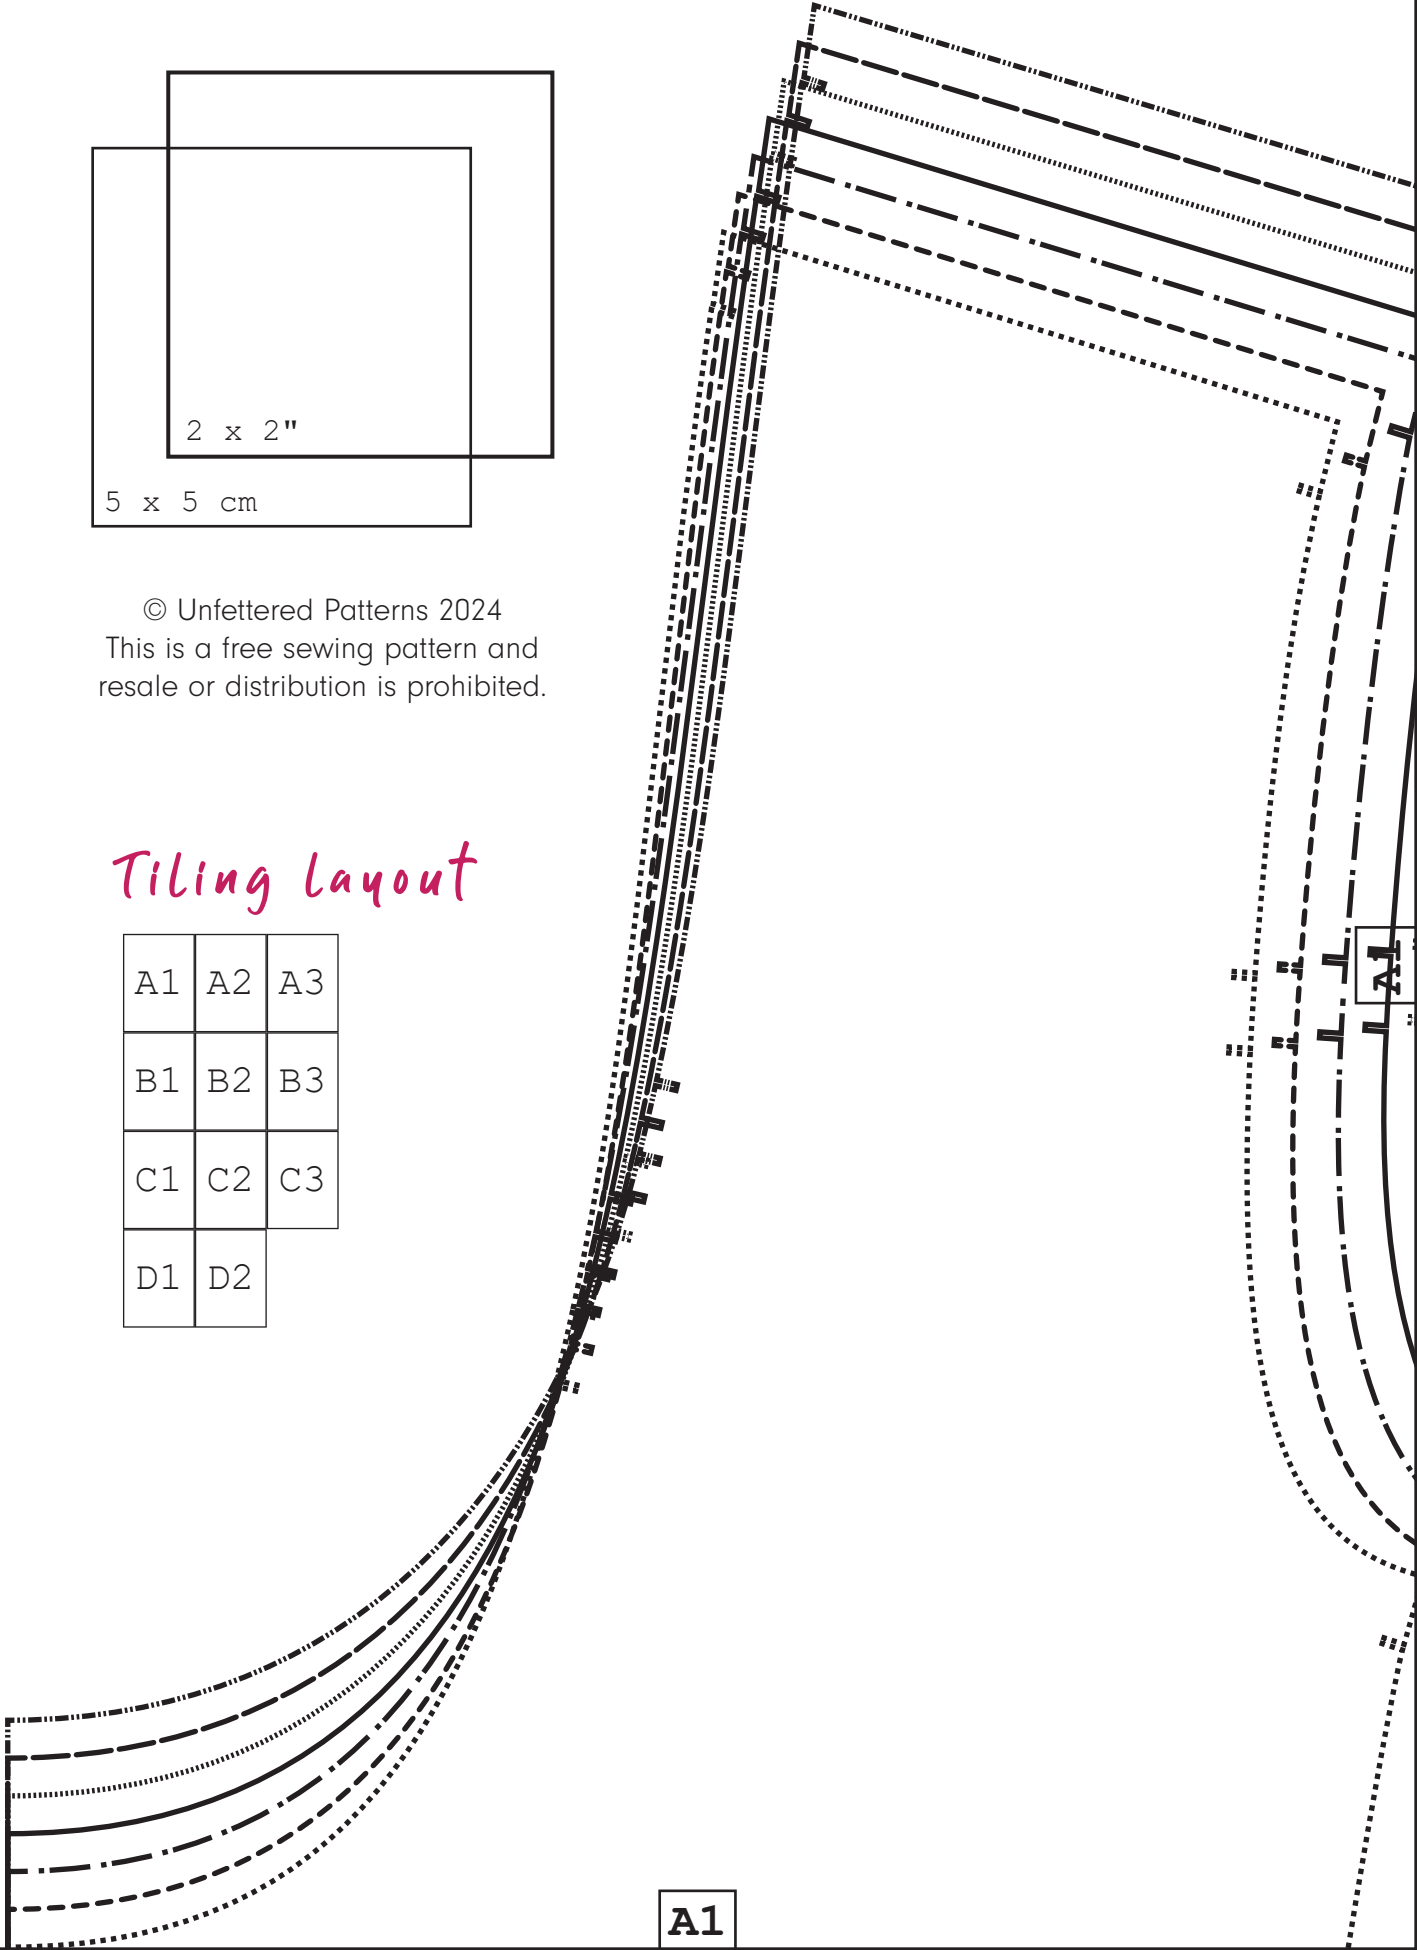 2 x 2"
5 x 5 cm
© Unfettered Patterns 2024
This is a free sewing pattern and
resale or distribution is prohibited.
Tiling layout
A1 A2 A3
B1 B2 B3
C1 C2 C3
D1 D2
A1
A1